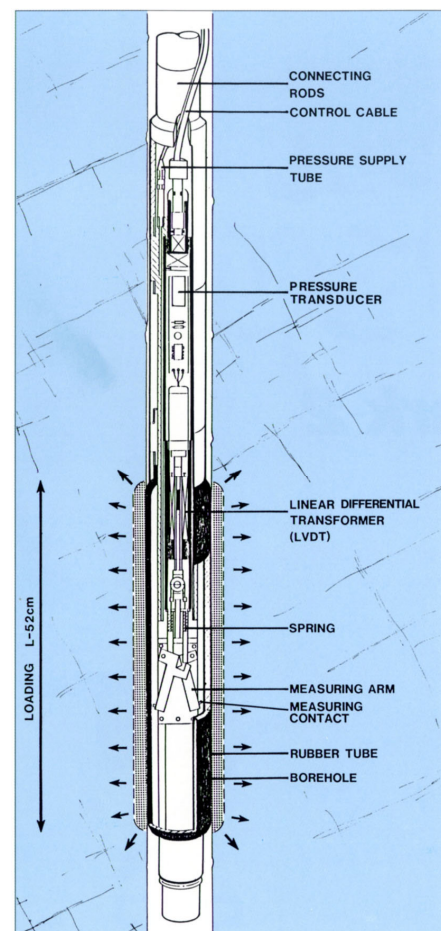 CONNECTING
RODS
CONTROL CABLE
PRESSURE SUPPLY
TUBE
PRESSURE
TRANSDUCER
LINEAR DIFFERENTIAL
TRANSFORMER
(LVDT)
SPRING
MEASURING ARM
MEASURING
CONTACT
RUBBER TUBE
BOREHOLE
LOADING L-52cm